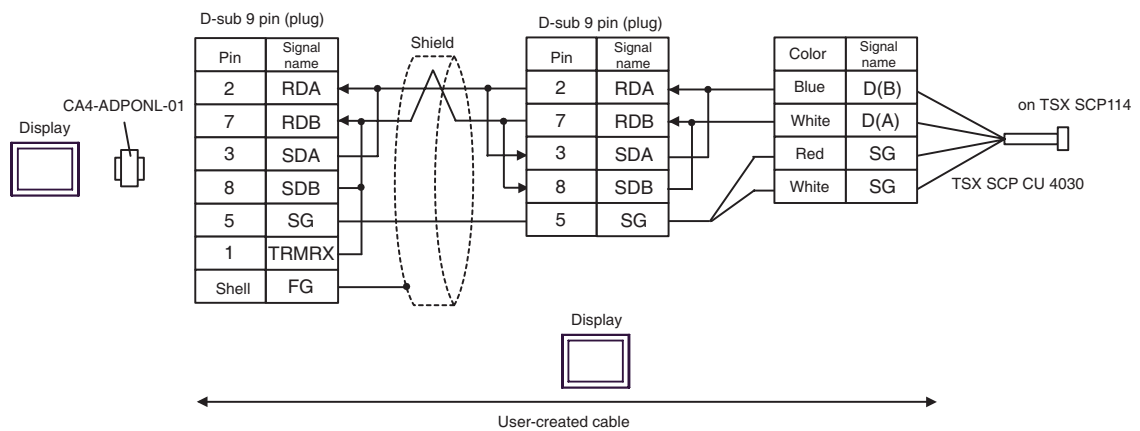 D-sub 9 pin (plug)
Pin Signal name
2 RDA
7 RDB
3 SDA
8 SDB
5 SG
1 TRMRX
Shell FG
CA4-ADPONL-01
Display
Shield
D-sub 9 pin (plug)
Pin Signal name
2 RDA
7 RDB
3 SDA
8 SDB
5 SG
Color Signal name
Blue D(B)
White D(A)
Red SG
White SG
on TSX SCP114
TSX SCP CU 4030
Display
User-created cable